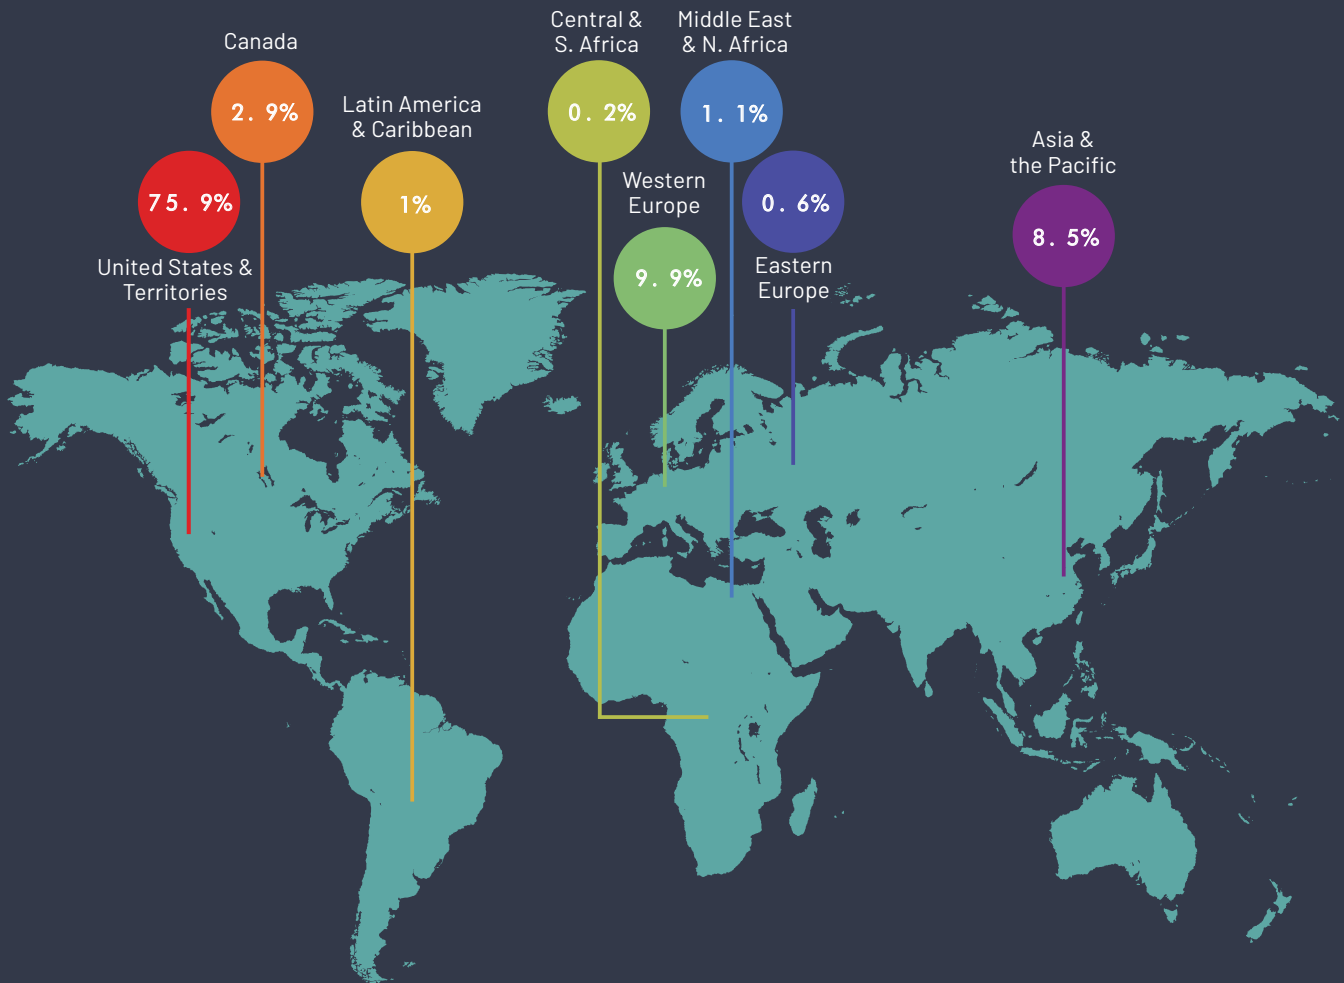 Canada
2. 9%
75. 9%
United States &
Territories
Latin America
& Caribbean
1%
Central &
S. Africa
0. 2%
Middle East
& N. Africa
1. 1%
Western
Europe
9. 9%
0. 6%
Eastern
Europe
Asia &
the Pacific
8. 5%